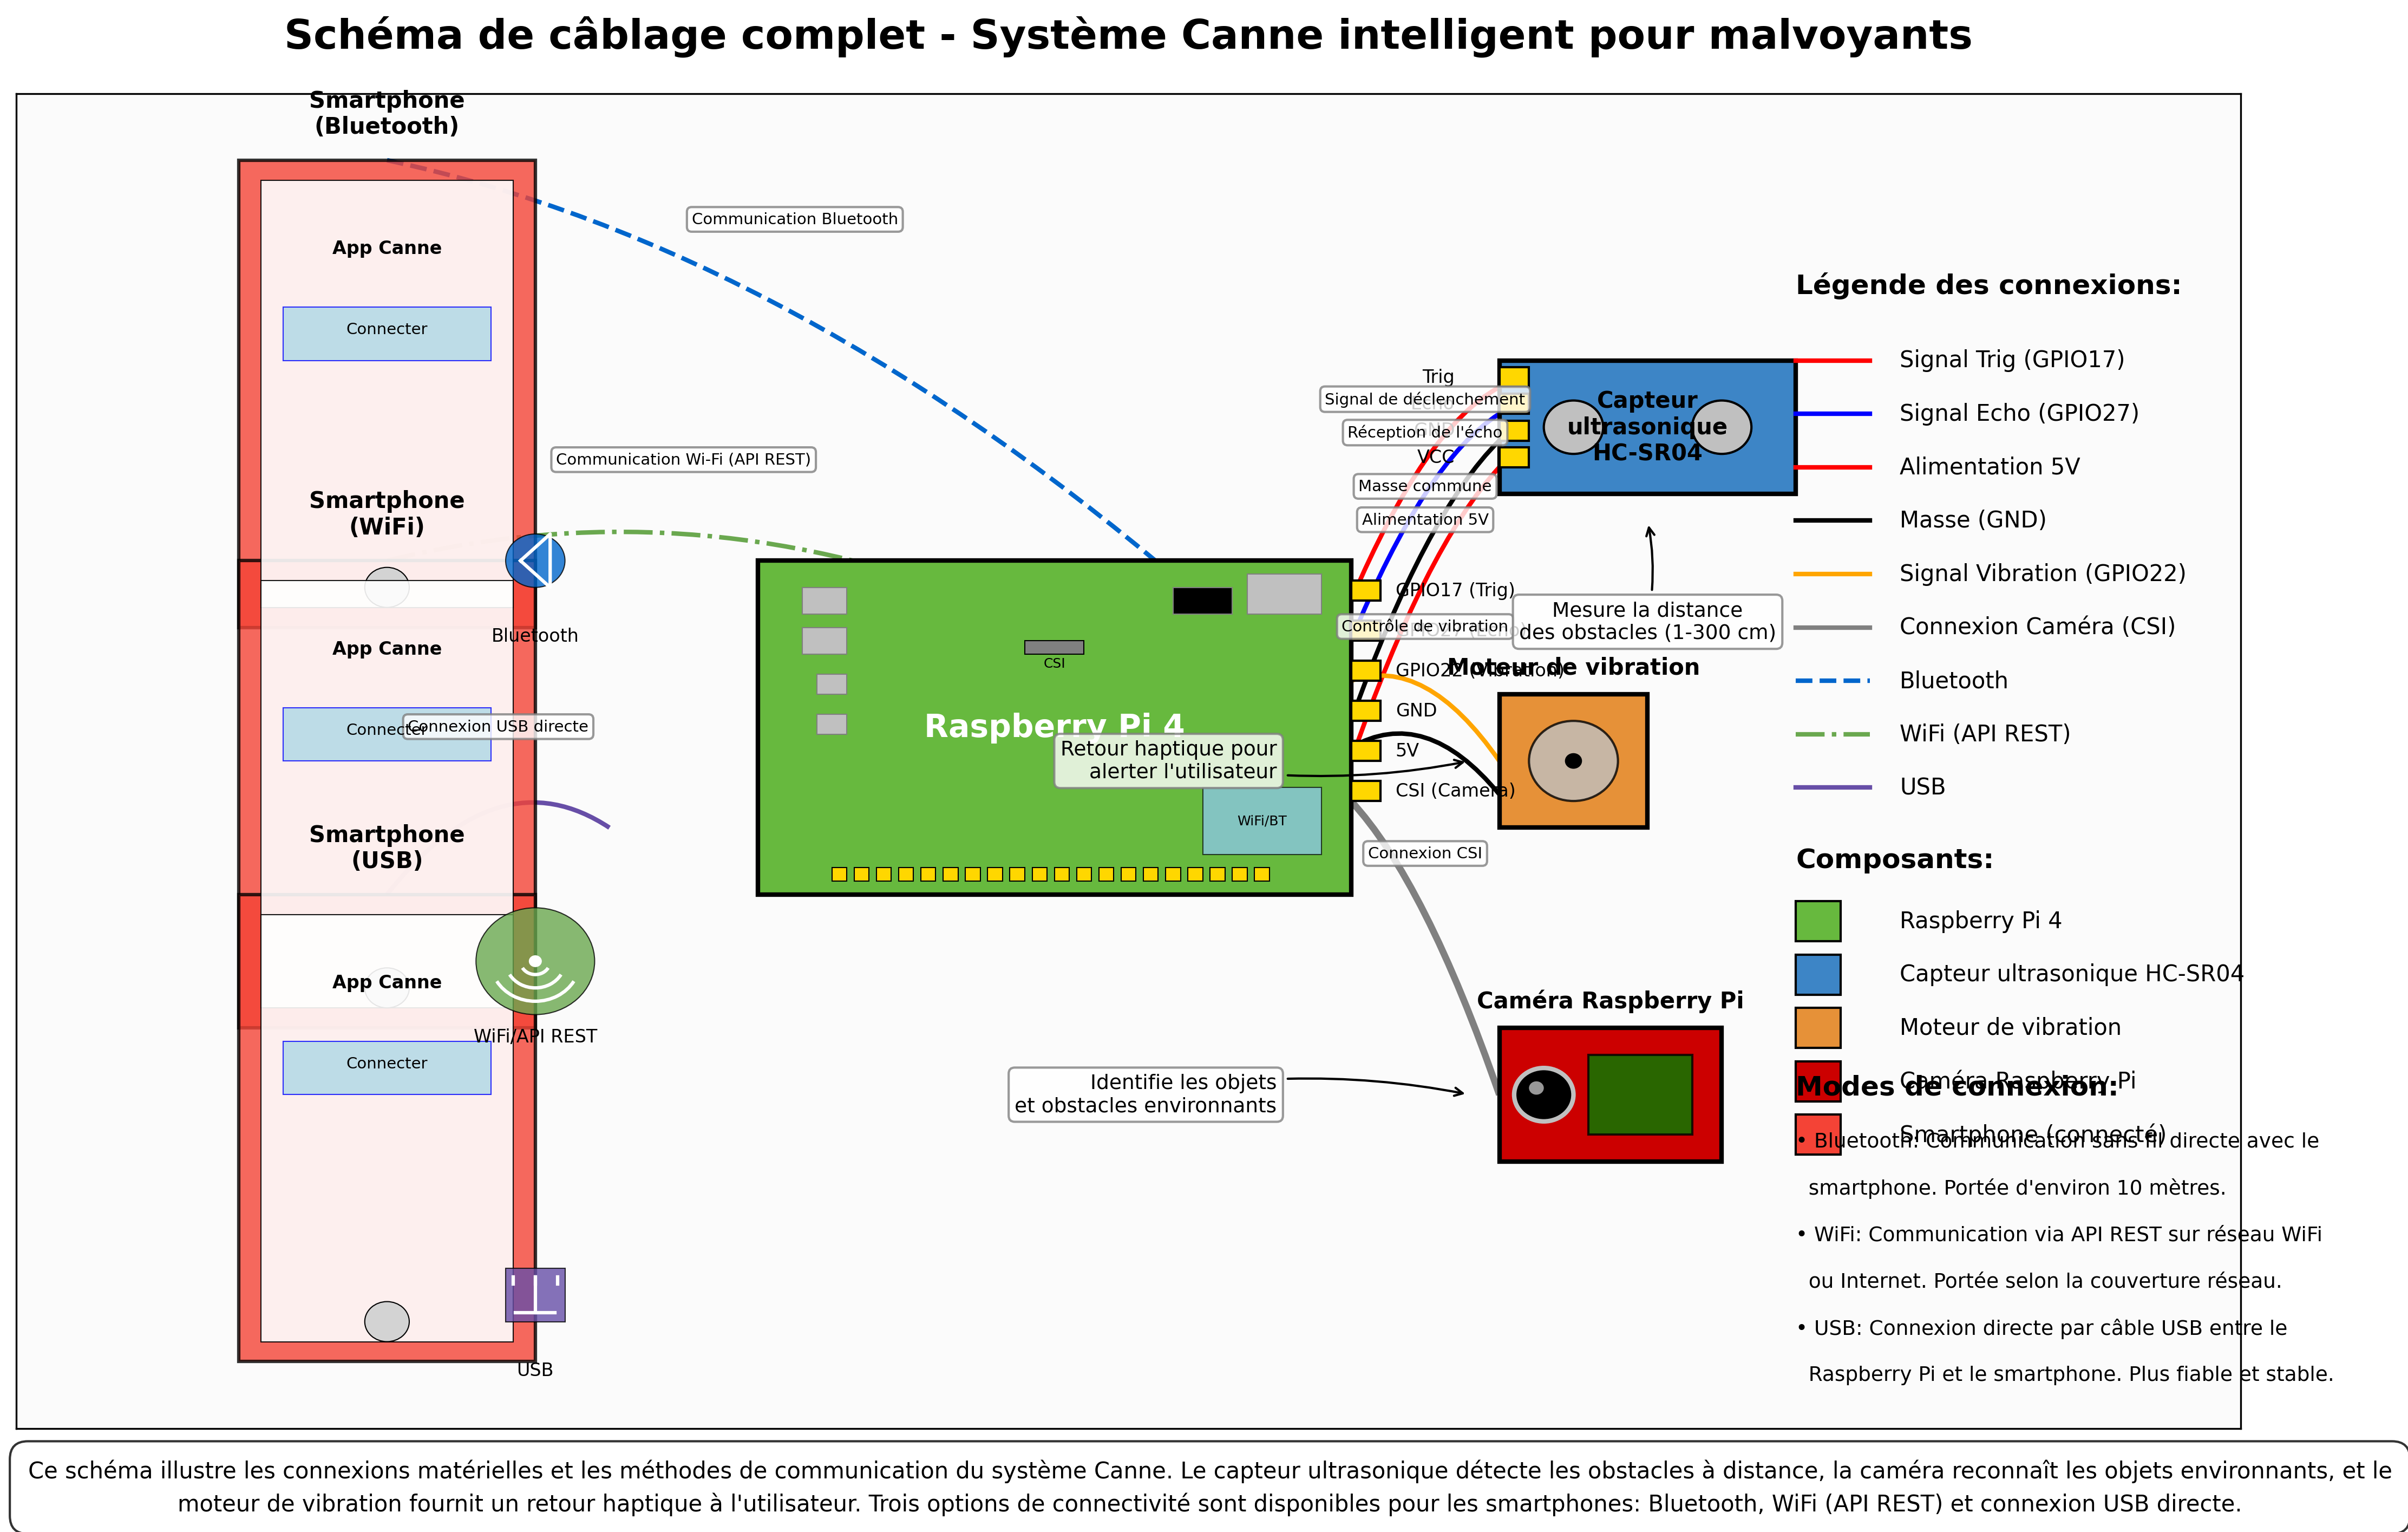 Schéma de câblage complet - Système Canne intelligent pour malvoyants
Smartphone
(Bluetooth)
App Canne
Connecter
Communication Bluetooth
Communication Wi-Fi (API REST)
Smartphone
(WiFi)
Bluetooth
App Canne
Connecter
Connexion USB directe
Smartphone
(USB)
App Canne
WiFi/API REST
Connecter
USB
CSI
Raspberry Pi 4
Retour haptique pour
alerter l'utilisateur
WiFi/BT
Trig
Echo
GND
VCC
Signal de déclenchement
Réception de l'écho
Masse commune
Alimentation 5V
Capteur
ultrasonique
HC-SR04
GPIO17 (Trig)
GPIO27 (Echo)
Contrôle de vibration
GPIO22 (Vibration)
GND
5V
CSI (Camera)
Mesure la distance
des obstacles (1-300 cm)
Moteur de vibration
Connexion CSI
Caméra Raspberry Pi
Identifie les objets
et obstacles environnants
Légende des connexions:
Signal Trig (GPIO17)
Signal Echo (GPIO27)
Alimentation 5V
Masse (GND)
Signal Vibration (GPIO22)
Connexion Caméra (CSI)
Bluetooth
WiFi (API REST)
USB
Composants:
Raspberry Pi 4
Capteur ultrasonique HC-SR04
Moteur de vibration
Caméra Raspberry Pi
Smartphone (connecté)
Modes de connexion:
• Bluetooth: Communication sans fil directe avec le
smartphone. Portée d'environ 10 mètres.
• WiFi: Communication via API REST sur réseau WiFi
ou Internet. Portée selon la couverture réseau.
• USB: Connexion directe par câble USB entre le
Raspberry Pi et le smartphone. Plus fiable et stable.
Ce schéma illustre les connexions matérielles et les méthodes de communication du système Canne. Le capteur ultrasonique détecte les obstacles à distance, la caméra reconnaît les objets environnants, et le
moteur de vibration fournit un retour haptique à l'utilisateur. Trois options de connectivité sont disponibles pour les smartphones: Bluetooth, WiFi (API REST) et connexion USB directe.